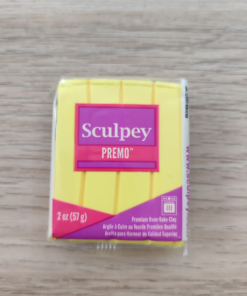 Sculpey
PREMO™
2 oz (57 g)
Premium Oven-Bake Clay
Argile à Cuire au Four de Première Qualité
Arcilla para Hornear de Calidad Superior